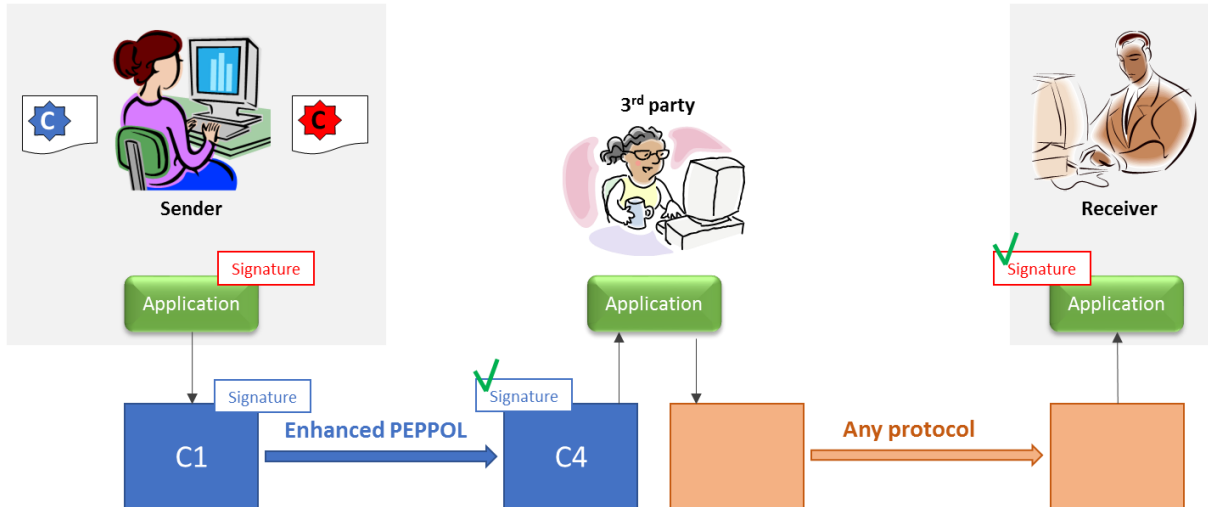 C
C
3rd party
Sender
Receiver
Signature
Signature
Application
Application
Application
Signature
Signature
Enhanced PEPPOL
Any protocol
C1
C4